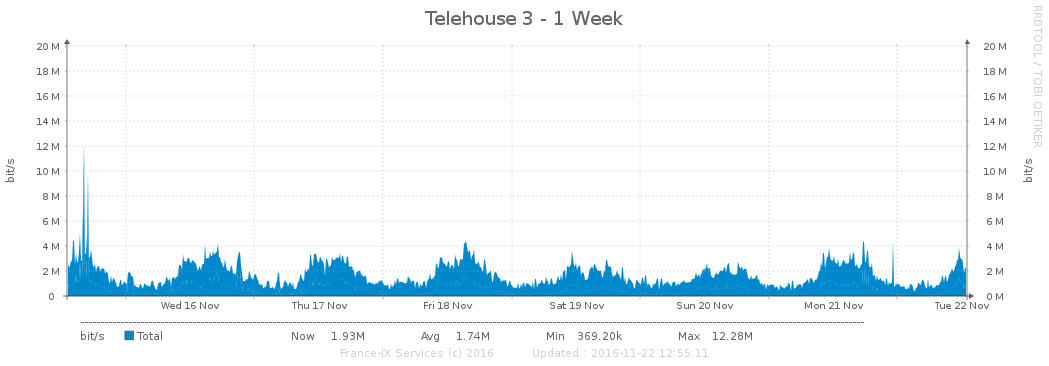 Telehouse 3 - 1 Week
RRDTOOL / TOBI OETIKER
bit/s
bit/s
20 M 20 M
18 M 18 M
16 M 16 M
14 M 14 M
12 M 12 M
10 M 10 M
8 M 8 M
6 M 6 M
4 M 4 M
2 M 2 M
0 0 M
Wed 16 Nov Thu 17 Nov Fri 18 Nov Sat 19 Nov Sun 20 Nov Mon 21 Nov Tue 22 Nov
bit/s Total Now 1.93M Avg 1.74M Min 369.20k Max 12.28M
France-IX Services (c) 2016 Updated : 2016-11-22 12:55:11